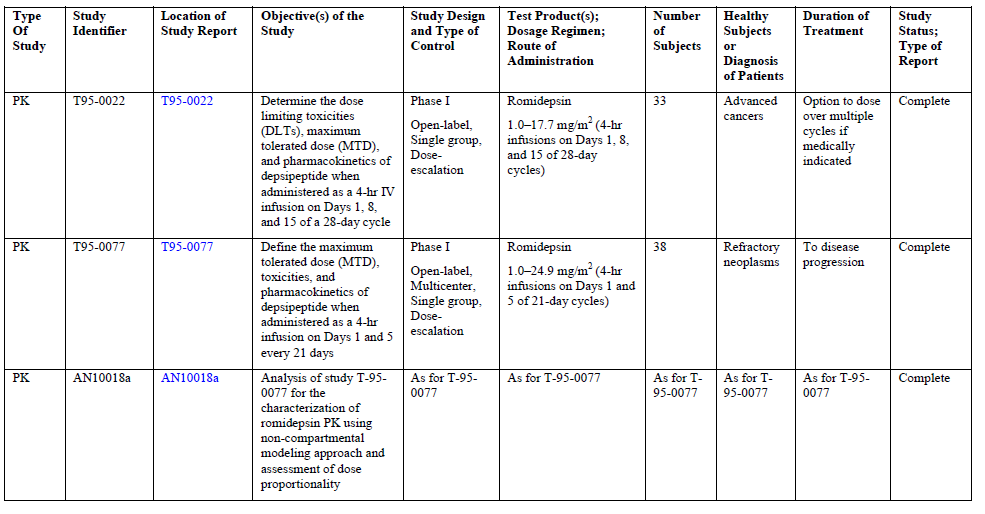 Type
Of
Study
Study
Identifier
Location of
Study Report
Objective(s) of the
Study
Study Design
and Type of
Control
Test Product(s);
Dosage Regimen;
Route of
Administration
Number
of
Subjects
Healthy
Subjects
or
Diagnosis
of Patients
Duration of
Treatment
Study
Status;
Type of
Report
PK
T95-0022
T95-0022
Determine the dose
limiting toxicities
(DLTs), maximum
tolerated dose (MTD),
and pharmacokinetics of
depsipeptide when
administered as a 4-hr IV
infusion on Days 1, 8,
and 15 of a 28-day cycle
Phase I
Open-label,
Single group,
Dose-
escalation
Romidepsin
1.0–17.7 mg/m² (4-hr
infusions on Days 1, 8,
and 15 of 28-day
cycles)
33
Advanced
cancers
Option to dose
over multiple
cycles if
medically
indicated
Complete
PK
T95-0077
T95-0077
Define the maximum
tolerated dose (MTD),
toxicities, and
pharmacokinetics of
depsipeptide when
administered as a 4-hr
infusion on Days 1 and 5
every 21 days
Phase I
Open-label,
Multicenter,
Single group,
Dose-
escalation
Romidepsin
1.0–24.9 mg/m² (4-hr
infusions on Days 1 and
5 of 21-day cycles)
38
Refractory
neoplasms
To disease
progression
Complete
PK
AN10018a
AN10018a
Analysis of study T-95-
0077 for the
characterization of
romidepsin PK using
non-compartmental
modeling approach and
assessment of dose
proportionality
As for T-95-
0077
As for T-95-0077
As for T-
95-0077
As for T-
95-0077
As for T-95-
0077
Complete